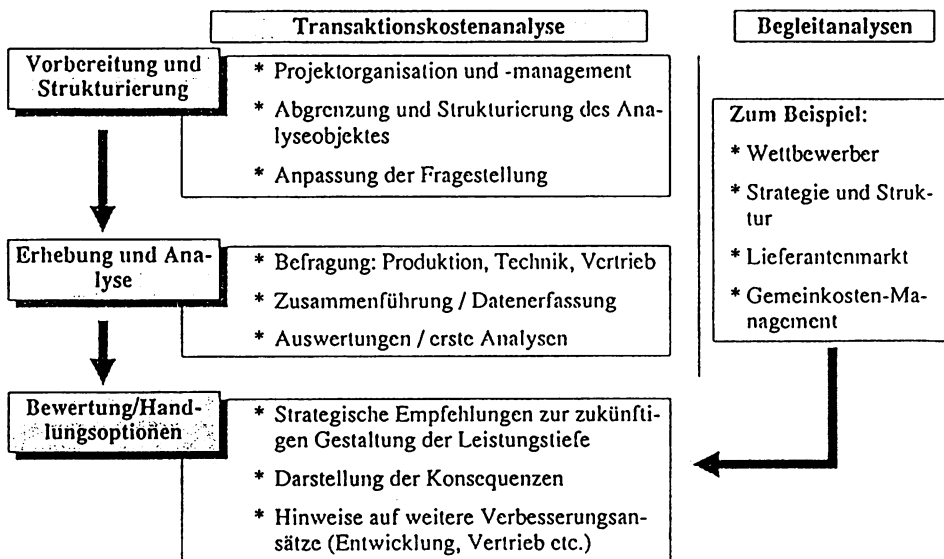 Transaktionskostenanalyse
Vorbereitung und
Strukturierung
* Projektorganisation und -management
* Abgrenzung und Strukturierung des Ana-
lyseobjektes
* Anpassung der Fragestellung
Erhebung und Ana-
lyse
* Befragung: Produktion, Technik, Vertrieb
* Zusammenführung / Datenerfassung
* Auswertungen / erste Analysen
Bewertung/Hand-
lungsoptionen
* Strategische Empfehlungen zur zukünfti-
gen Gestaltung der Leistungstiefe
* Darstellung der Konsequenzen
* Hinweise auf weitere Verbesserungsan-
sätze (Entwicklung, Vertrieb etc.)
Begleitanalysen
Zum Beispiel:
* Wettbewerber
* Strategie und Struk-
tur
* Lieferantenmarkt
* Gemeinkosten-Ma-
nagement